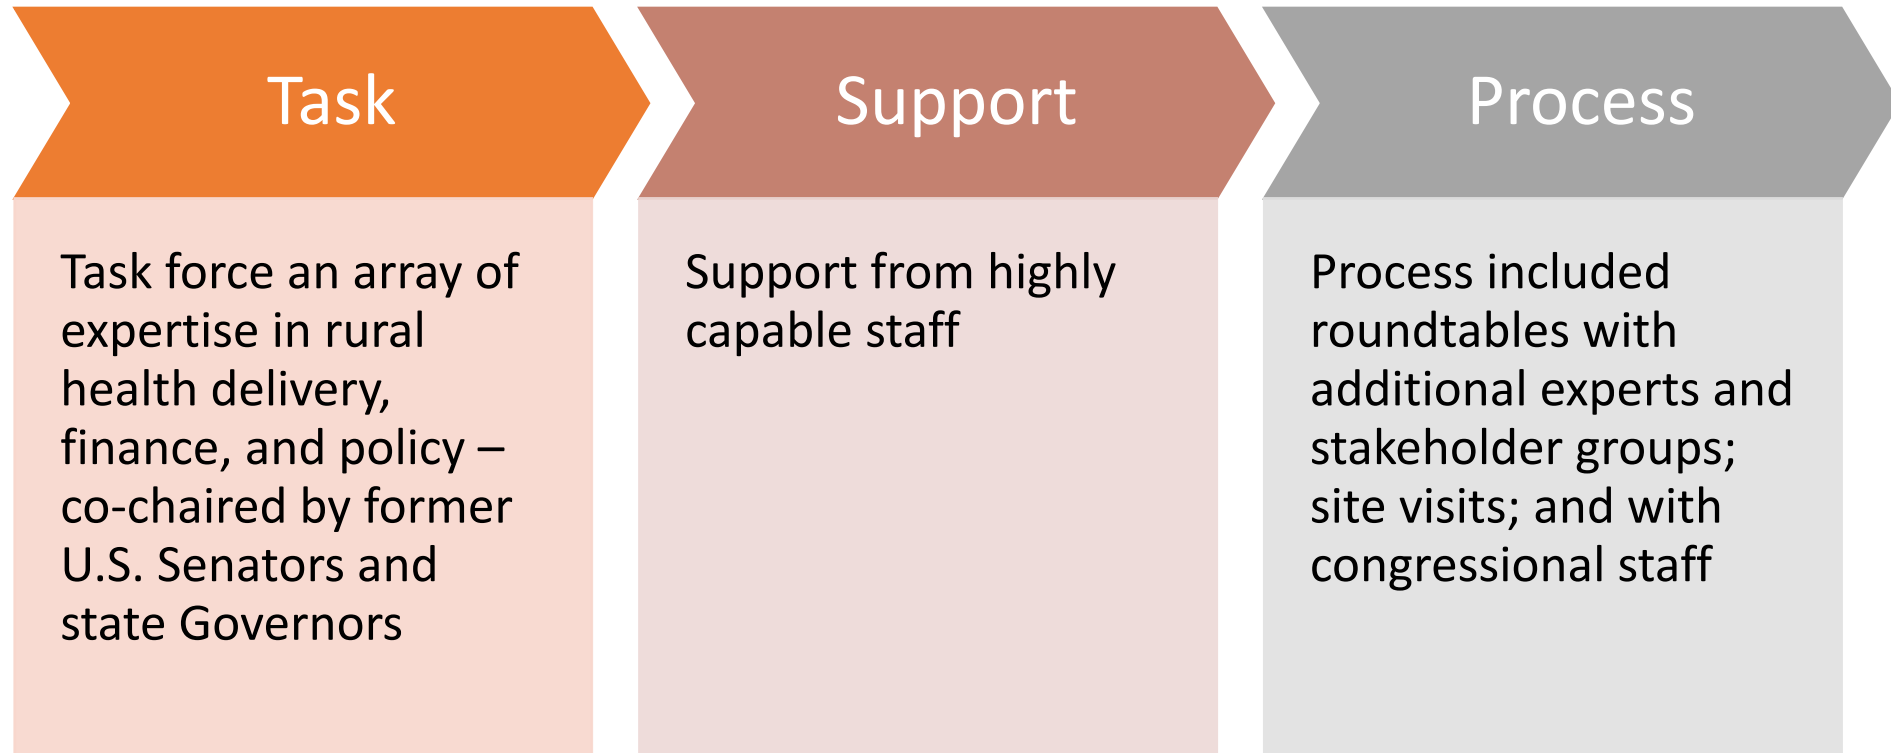 Task
Task force an array of
expertise in rural
health delivery,
finance, and policy –
co-chaired by former
U.S. Senators and
state Governors
Support
Support from highly
capable staff
Process
Process included
roundtables with
additional experts and
stakeholder groups;
site visits; and with
congressional staff